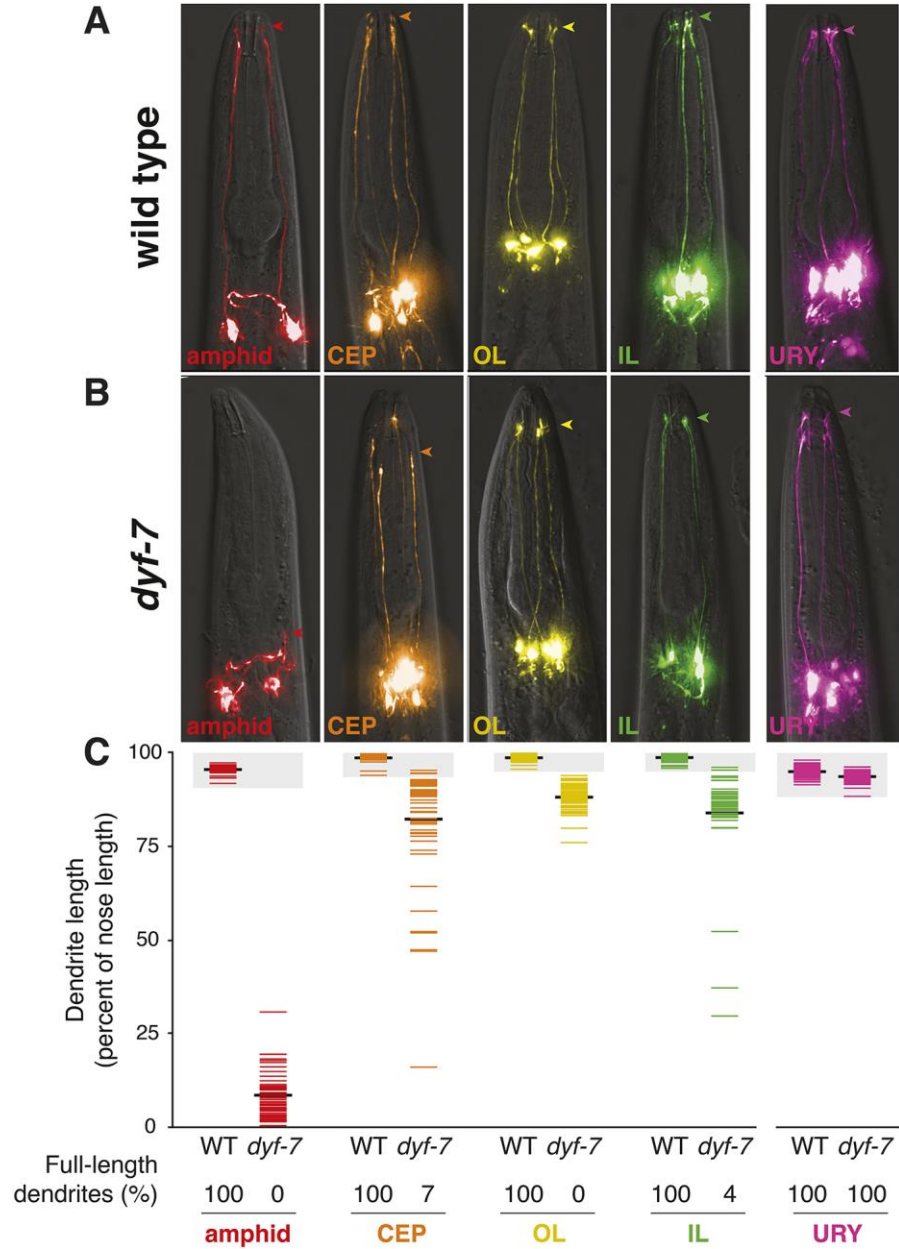 A
wild type
amphid CEP OL IL URY
B
dyf-7
amphid CEP OL IL URY
C
100
75
50
25
0
Dendrite length
(percent of nose length)
WT dyf-7 WT dyf-7 WT dyf-7 WT dyf-7 WT dyf-7
Full-length
dendrites (%)
100 0 100 7 100 0 100 4 100 100
amphid CEP OL IL URY